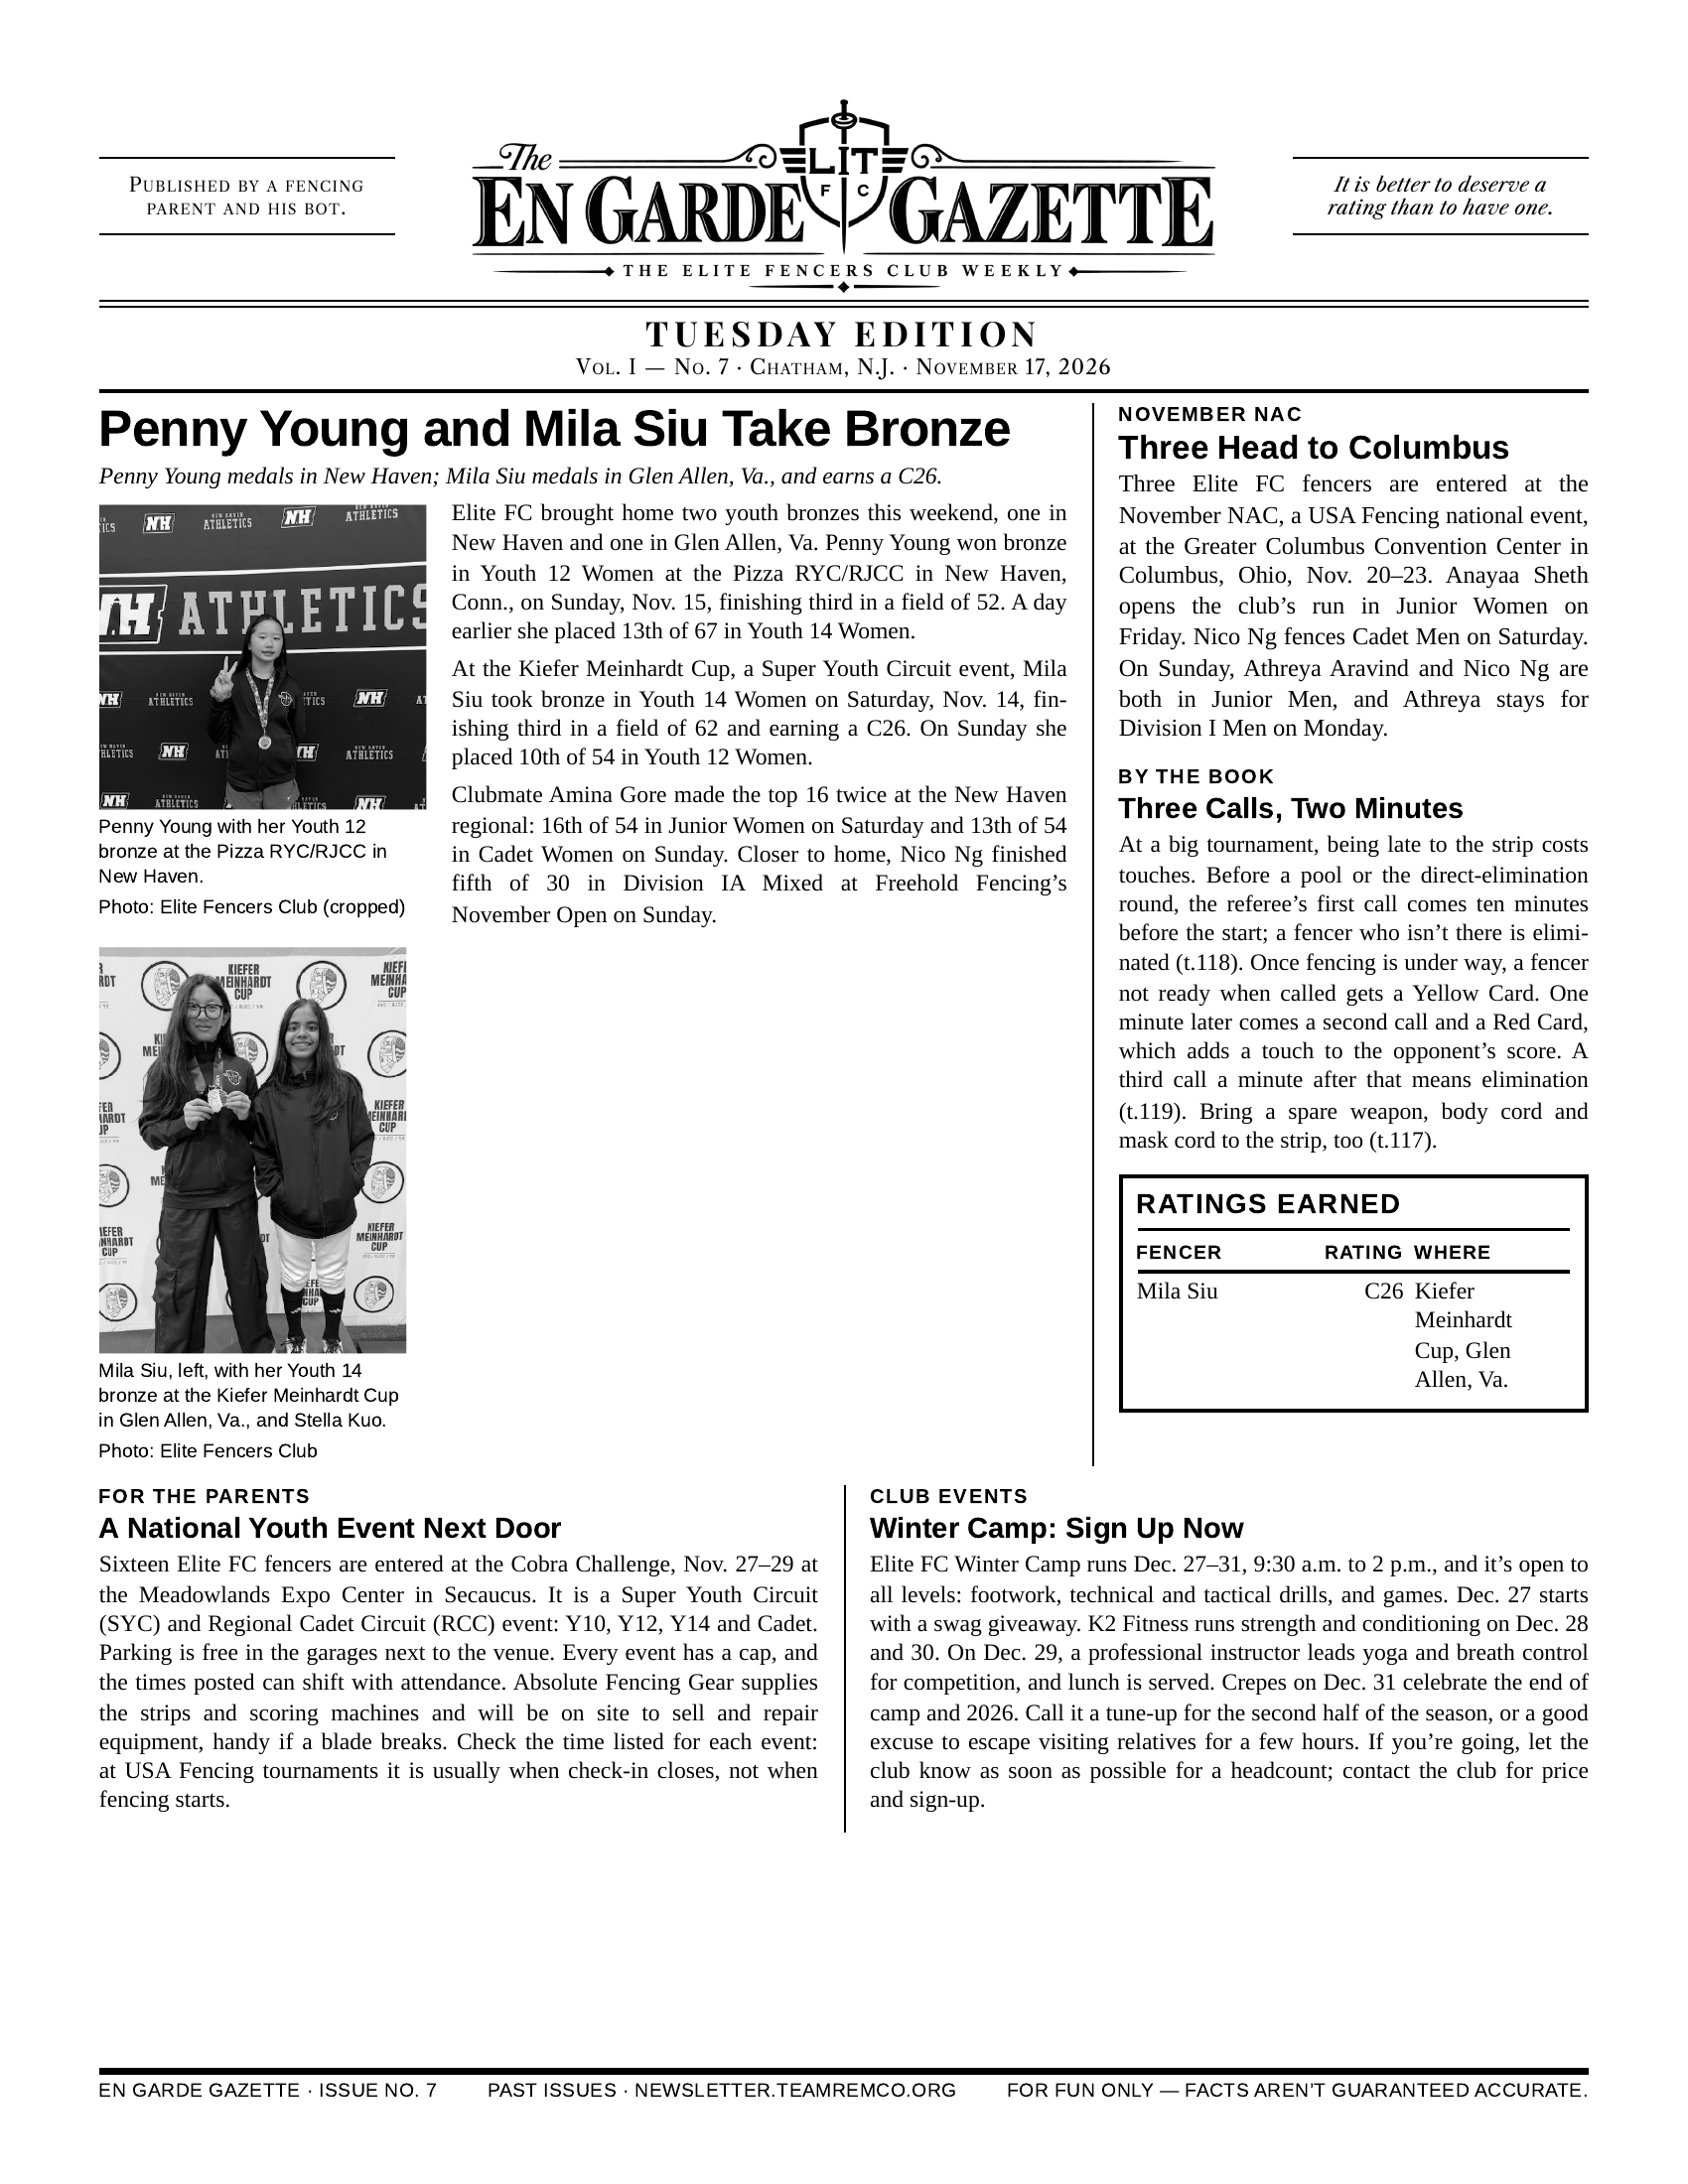 PUBLISHED BY A FENCING
PARENT AND HIS BOT.
The
LIT
F C
EN GARDE GAZETTE
THE ELITE FENCERS CLUB WEEKLY
It is better to deserve a
rating than to have one.
TUESDAY EDITION
VOL. I — NO. 7 · CHATHAM, N.J. · NOVEMBER 17, 2026
Penny Young and Mila Siu Take Bronze
Penny Young medals in New Haven; Mila Siu medals in Glen Allen, Va., and earns a C26.
NH ATHLETICS
Penny Young with her Youth 12
bronze at the Pizza RYC/RJCC in
New Haven.
Photo: Elite Fencers Club (cropped)
KIEFER
MEINHARDT
CUP
Mila Siu, left, with her Youth 14
bronze at the Kiefer Meinhardt Cup
in Glen Allen, Va., and Stella Kuo.
Photo: Elite Fencers Club
Elite FC brought home two youth bronzes this weekend, one in
New Haven and one in Glen Allen, Va. Penny Young won bronze
in Youth 12 Women at the Pizza RYC/RJCC in New Haven,
Conn., on Sunday, Nov. 15, finishing third in a field of 52. A day
earlier she placed 13th of 67 in Youth 14 Women.
At the Kiefer Meinhardt Cup, a Super Youth Circuit event, Mila
Siu took bronze in Youth 14 Women on Saturday, Nov. 14, fin-
ishing third in a field of 62 and earning a C26. On Sunday she
placed 10th of 54 in Youth 12 Women.
Clubmate Amina Gore made the top 16 twice at the New Haven
regional: 16th of 54 in Junior Women on Saturday and 13th of 54
in Cadet Women on Sunday. Closer to home, Nico Ng finished
fifth of 30 in Division IA Mixed at Freehold Fencing’s
November Open on Sunday.
NOVEMBER NAC
Three Head to Columbus
Three Elite FC fencers are entered at the
November NAC, a USA Fencing national event,
at the Greater Columbus Convention Center in
Columbus, Ohio, Nov. 20–23. Anayaa Sheth
opens the club’s run in Junior Women on
Friday. Nico Ng fences Cadet Men on Saturday.
On Sunday, Athreya Aravind and Nico Ng are
both in Junior Men, and Athreya stays for
Division I Men on Monday.
BY THE BOOK
Three Calls, Two Minutes
At a big tournament, being late to the strip costs
touches. Before a pool or the direct-elimination
round, the referee’s first call comes ten minutes
before the start; a fencer who isn’t there is elimi-
nated (t.118). Once fencing is under way, a fencer
not ready when called gets a Yellow Card. One
minute later comes a second call and a Red Card,
which adds a touch to the opponent’s score. A
third call a minute after that means elimination
(t.119). Bring a spare weapon, body cord and
mask cord to the strip, too (t.117).
RATINGS EARNED
FENCER RATING WHERE
Mila Siu C26 Kiefer
Meinhardt
Cup, Glen
Allen, Va.
FOR THE PARENTS
A National Youth Event Next Door
Sixteen Elite FC fencers are entered at the Cobra Challenge, Nov. 27–29 at
the Meadowlands Expo Center in Secaucus. It is a Super Youth Circuit
(SYC) and Regional Cadet Circuit (RCC) event: Y10, Y12, Y14 and Cadet.
Parking is free in the garages next to the venue. Every event has a cap, and
the times posted can shift with attendance. Absolute Fencing Gear supplies
the strips and scoring machines and will be on site to sell and repair
equipment, handy if a blade breaks. Check the time listed for each event:
at USA Fencing tournaments it is usually when check-in closes, not when
fencing starts.
CLUB EVENTS
Winter Camp: Sign Up Now
Elite FC Winter Camp runs Dec. 27–31, 9:30 a.m. to 2 p.m., and it’s open to
all levels: footwork, technical and tactical drills, and games. Dec. 27 starts
with a swag giveaway. K2 Fitness runs strength and conditioning on Dec. 28
and 30. On Dec. 29, a professional instructor leads yoga and breath control
for competition, and lunch is served. Crepes on Dec. 31 celebrate the end of
camp and 2026. Call it a tune-up for the second half of the season, or a good
excuse to escape visiting relatives for a few hours. If you’re going, let the
club know as soon as possible for a headcount; contact the club for price
and sign-up.
EN GARDE GAZETTE · ISSUE NO. 7
PAST ISSUES · NEWSLETTER.TEAMREMCO.ORG
FOR FUN ONLY — FACTS AREN’T GUARANTEED ACCURATE.